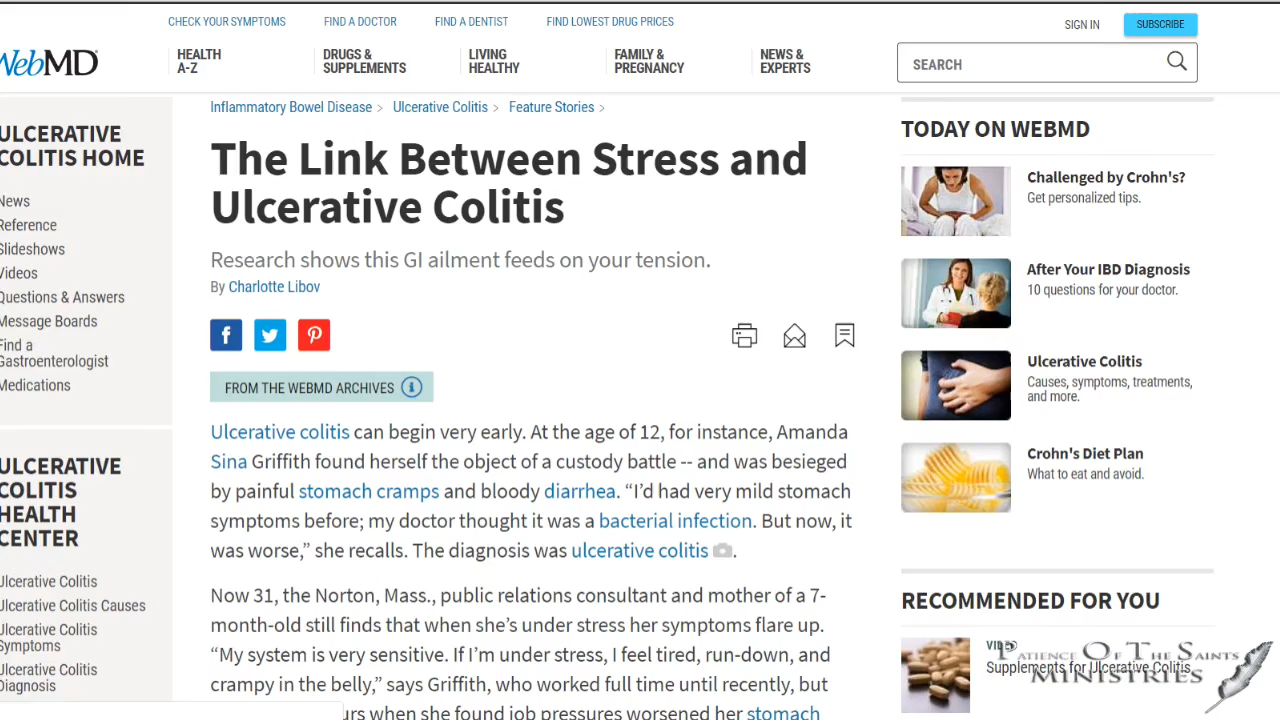 CHECK YOUR SYMPTOMS FIND A DOCTOR FIND A DENTIST FIND LOWEST DRUG PRICES SIGN IN SUBSCRIBE
WebMD
HEALTH
A-Z
DRUGS &
SUPPLEMENTS
LIVING
HEALTHY
FAMILY &
PREGNANCY
NEWS &
EXPERTS
SEARCH
ULCERATIVE
COLITIS HOME
News
Reference
Slideshows
Videos
Questions & Answers
Message Boards
Find a
Gastroenterologist
Medications
ULCERATIVE
COLITIS
HEALTH
CENTER
Ulcerative Colitis
Ulcerative Colitis Causes
Ulcerative Colitis
Symptoms
Ulcerative Colitis
Diagnosis
Inflammatory Bowel Disease > Ulcerative Colitis > Feature Stories >
The Link Between Stress and
Ulcerative Colitis
Research shows this GI ailment feeds on your tension.
By Charlotte Libov
FROM THE WEBMD ARCHIVES
Ulcerative colitis can begin very early. At the age of 12, for instance, Amanda
Sina Griffith found herself the object of a custody battle -- and was besieged
by painful stomach cramps and bloody diarrhea. “I’d had very mild stomach
symptoms before; my doctor thought it was a bacterial infection. But now, it
was worse,” she recalls. The diagnosis was ulcerative colitis.
Now 31, the Norton, Mass., public relations consultant and mother of a 7-
month-old still finds that when she’s under stress her symptoms flare up.
“My system is very sensitive. If I’m under stress, I feel tired, run-down, and
crampy in the belly,” says Griffith, who worked full time until recently, but
urs when she found job pressures worsened her stomach
TODAY ON WEBMD
Challenged by Crohn's?
Get personalized tips.
After Your IBD Diagnosis
10 questions for your doctor.
Ulcerative Colitis
Causes, symptoms, treatments,
and more.
Crohn's Diet Plan
What to eat and avoid.
RECOMMENDED FOR YOU
VIDEO
Supplements for Ulcerative Colitis
Patience Of The Saints
Ministries